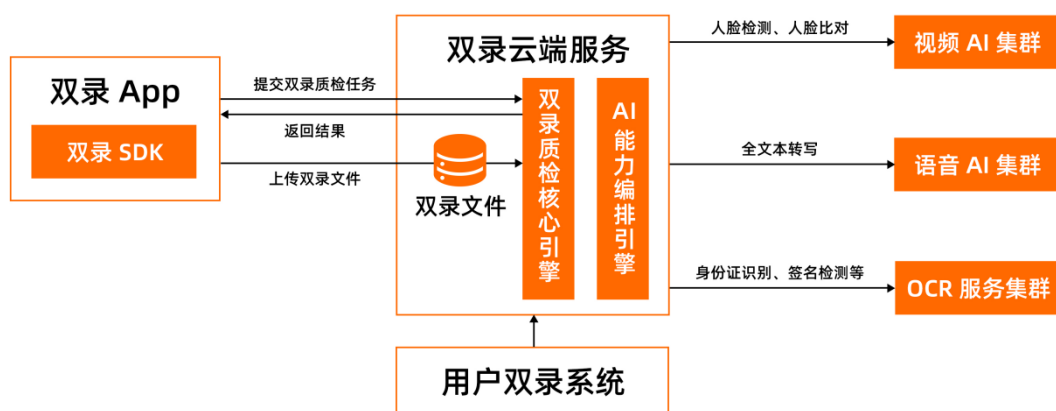 双录 App
双录 SDK
提交双录质检任务
返回结果
上传双录文件
双录云端服务
双录文件
双录质检核心引擎
AI能力编排引擎
人脸检测、人脸比对
视频 AI 集群
全文本转写
语音 AI 集群
身份证识别、签名检测等
OCR 服务集群
用户双录系统